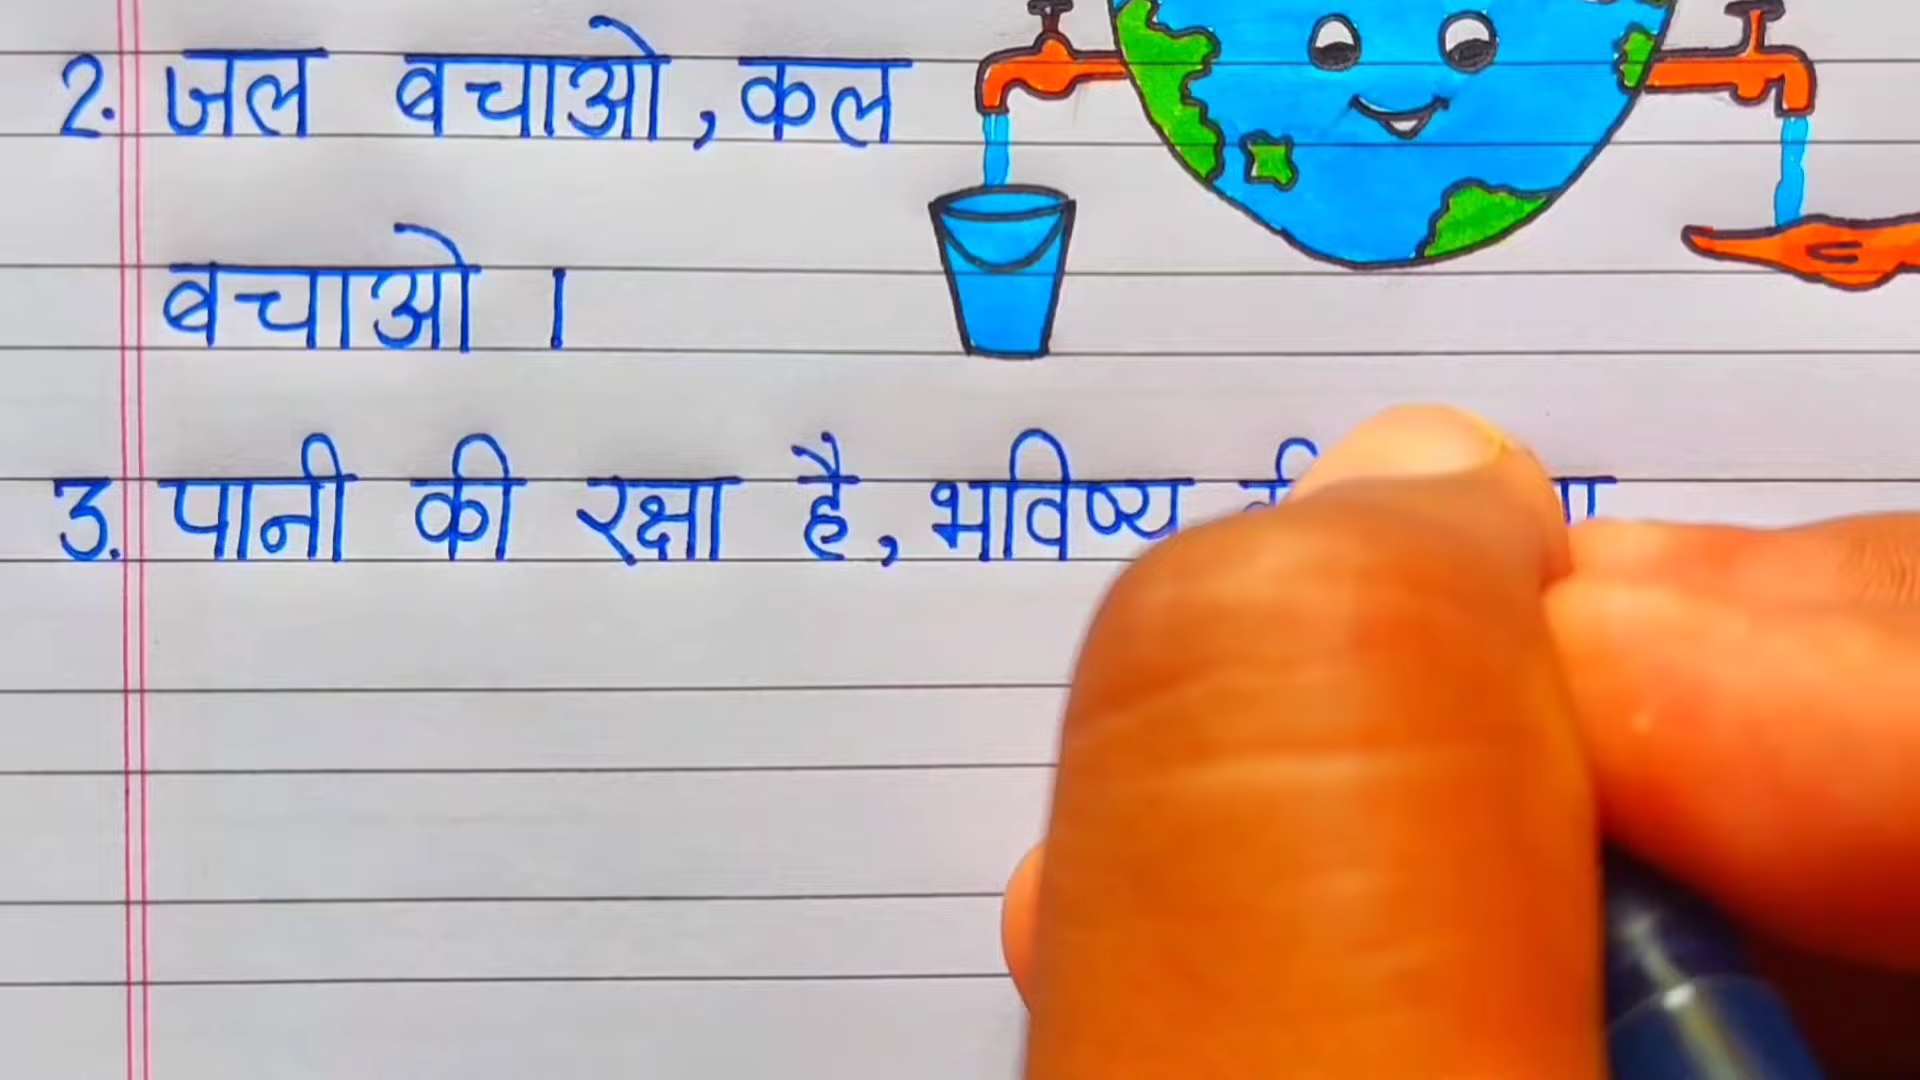 2. जल बचाओ, कल
बचाओ ।
3. पानी की रक्षा है, भविष्य